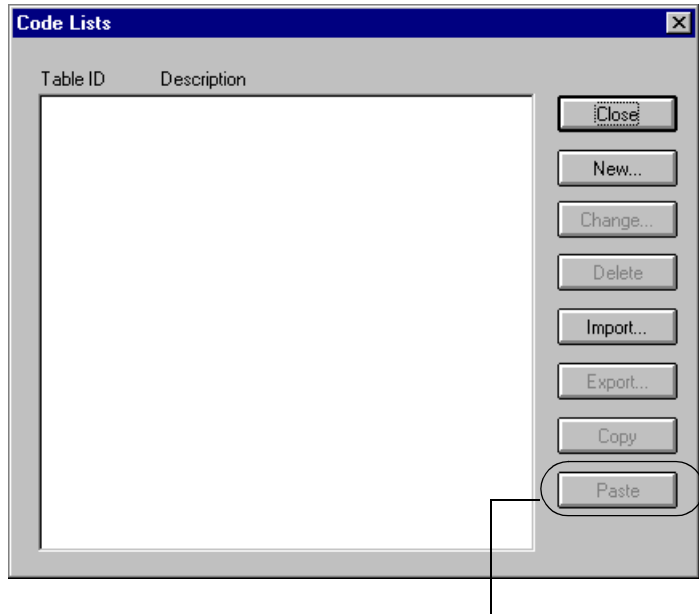 Code Lists
Table ID Description
Close
New...
Change...
Delete
Import...
Export...
Copy
Paste